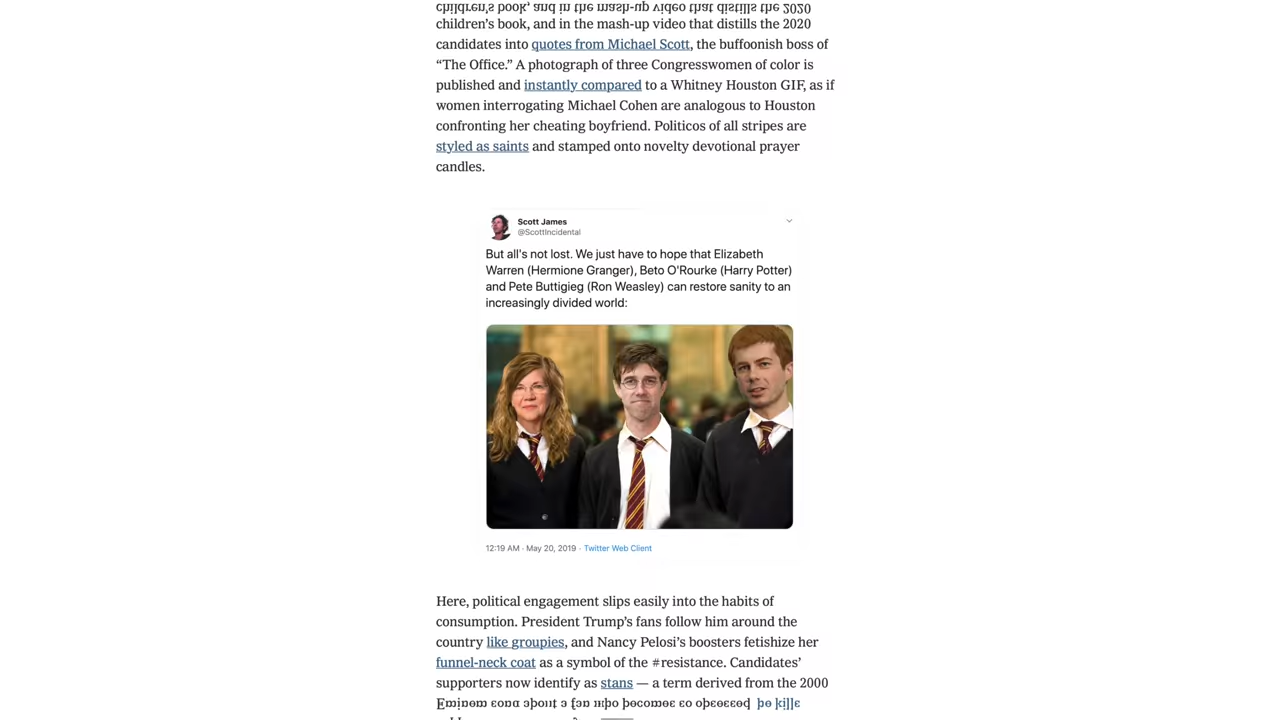 children’s book, and in the mash-up video that distills the 2020
children’s book, and in the mash-up video that distills the 2020
candidates into quotes from Michael Scott, the buffoonish boss of
“The Office.” A photograph of three Congresswomen of color is
published and instantly compared to a Whitney Houston GIF, as if
women interrogating Michael Cohen are analogous to Houston
confronting her cheating boyfriend. Politicos of all stripes are
styled as saints and stamped onto novelty devotional prayer
candles.
Scott James
@ScottIncidental
But all's not lost. We just have to hope that Elizabeth
Warren (Hermione Granger), Beto O'Rourke (Harry Potter)
and Pete Buttigieg (Ron Weasley) can restore sanity to an
increasingly divided world:
12:19 AM · May 20, 2019 · Twitter Web Client
Here, political engagement slips easily into the habits of
consumption. President Trump’s fans follow him around the
country like groupies, and Nancy Pelosi’s boosters fetishize her
funnel-neck coat as a symbol of the #resistance. Candidates’
supporters now identify as stans — a term derived from the 2000
Eminem song about a fan who becomes so obsessed he kills